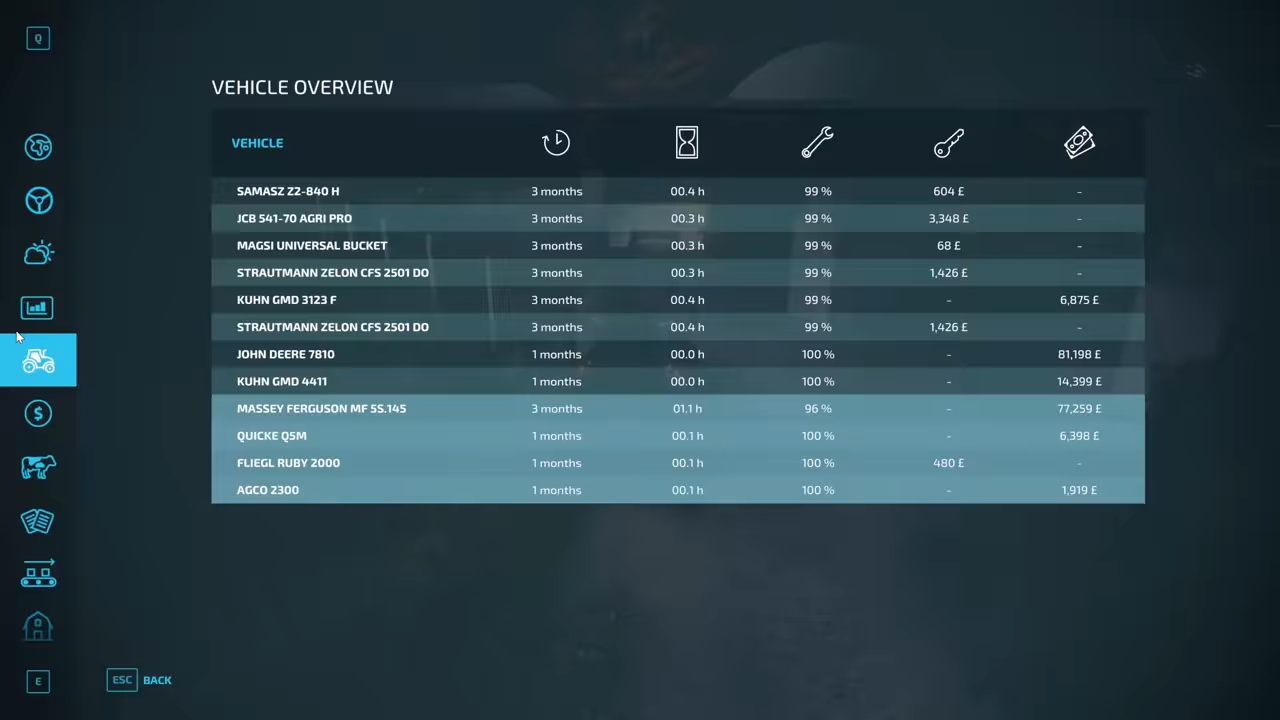 Q
VEHICLE OVERVIEW
VEHICLE
SAMASZ Z2-840 H 3 months 00.4 h 99 % 604 £ -
JCB 541-70 AGRI PRO 3 months 00.3 h 99 % 3,348 £ -
MAGSI UNIVERSAL BUCKET 3 months 00.3 h 99 % 68 £ -
STRAUTMANN ZELON CFS 2501 DO 3 months 00.3 h 99 % 1,426 £ -
KUHN GMD 3123 F 3 months 00.4 h 99 % - 6,875 £
STRAUTMANN ZELON CFS 2501 DO 3 months 00.4 h 99 % 1,426 £ -
JOHN DEERE 7810 1 months 00.0 h 100 % - 81,198 £
KUHN GMD 4411 1 months 00.0 h 100 % - 14,399 £
MASSEY FERGUSON MF 5S.145 3 months 01.1 h 96 % - 77,259 £
QUICKE Q5M 1 months 00.1 h 100 % - 6,398 £
FLIEGL RUBY 2000 1 months 00.1 h 100 % 480 £ -
AGCO 2300 1 months 00.1 h 100 % - 1,919 £
E
ESC BACK